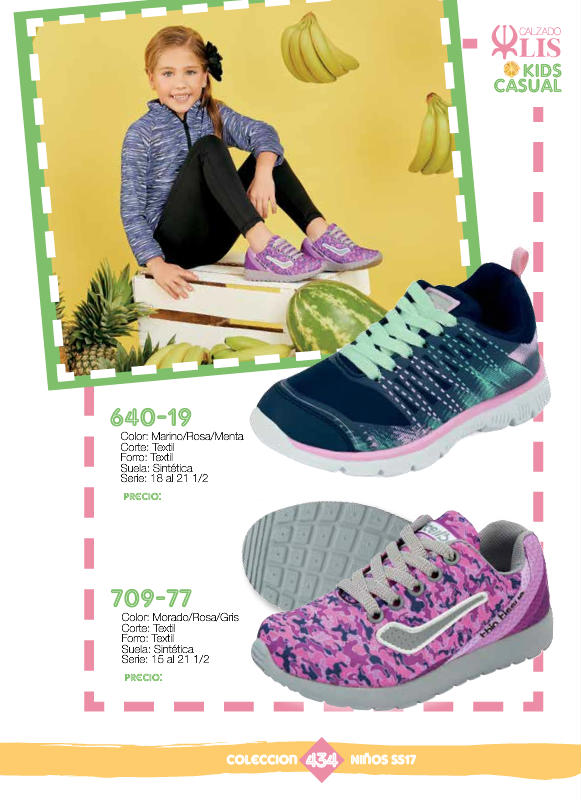 CALZADO
LIS
KIDS
CASUAL
640-19
Color: Marino/Rosa/Menta
Corte: Textil
Forro: Textil
Suela: Sintética
Serie: 18 al 21 1/2
PRECIO:
709-77
Color: Morado/Rosa/Gris
Corte: Textil
Forro: Textil
Suela: Sintética
Serie: 15 al 21 1/2
PRECIO:
COLECCION 434 NIÑOS SS17